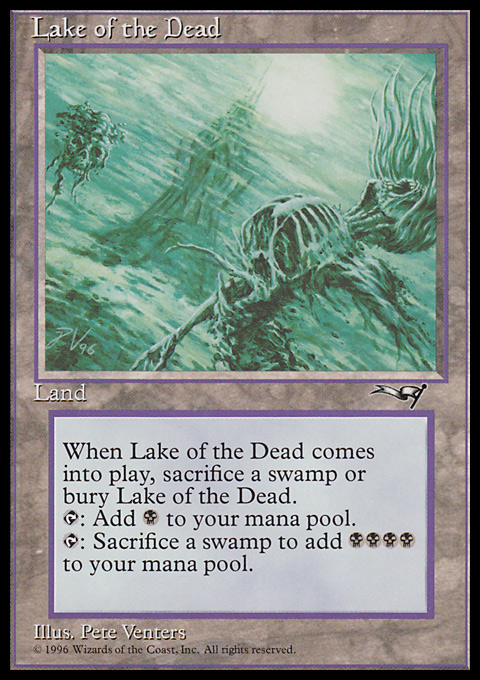 Lake of the Dead
PV96
Land
When Lake of the Dead comes
into play, sacrifice a swamp or
bury Lake of the Dead.
: Add to your mana pool.
: Sacrifice a swamp to add
to your mana pool.
Illus. Pete Venters
© 1996 Wizards of the Coast, Inc. All rights reserved.